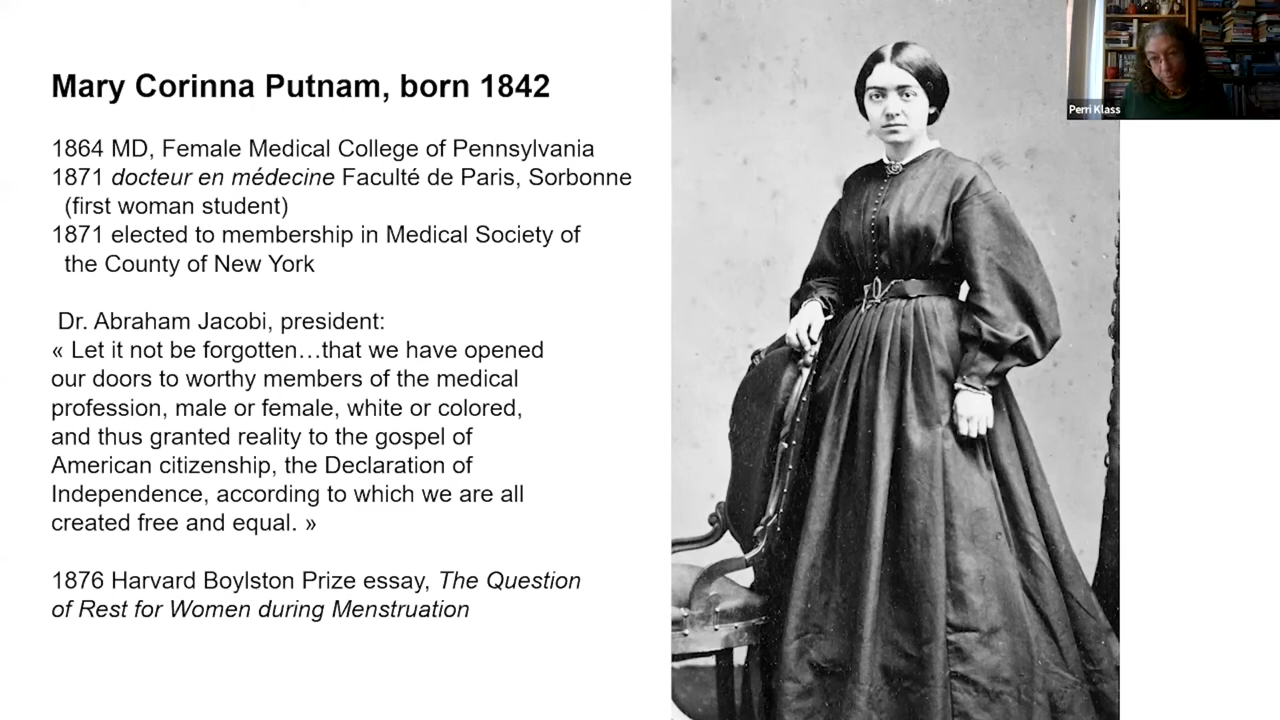 Mary Corinna Putnam, born 1842
1864 MD, Female Medical College of Pennsylvania
1871 docteur en médecine Faculté de Paris, Sorbonne
(first woman student)
1871 elected to membership in Medical Society of
the County of New York
Dr. Abraham Jacobi, president:
« Let it not be forgotten…that we have opened
our doors to worthy members of the medical
profession, male or female, white or colored,
and thus granted reality to the gospel of
American citizenship, the Declaration of
Independence, according to which we are all
created free and equal. »
1876 Harvard Boylston Prize essay, The Question
of Rest for Women during Menstruation
Perri Klass